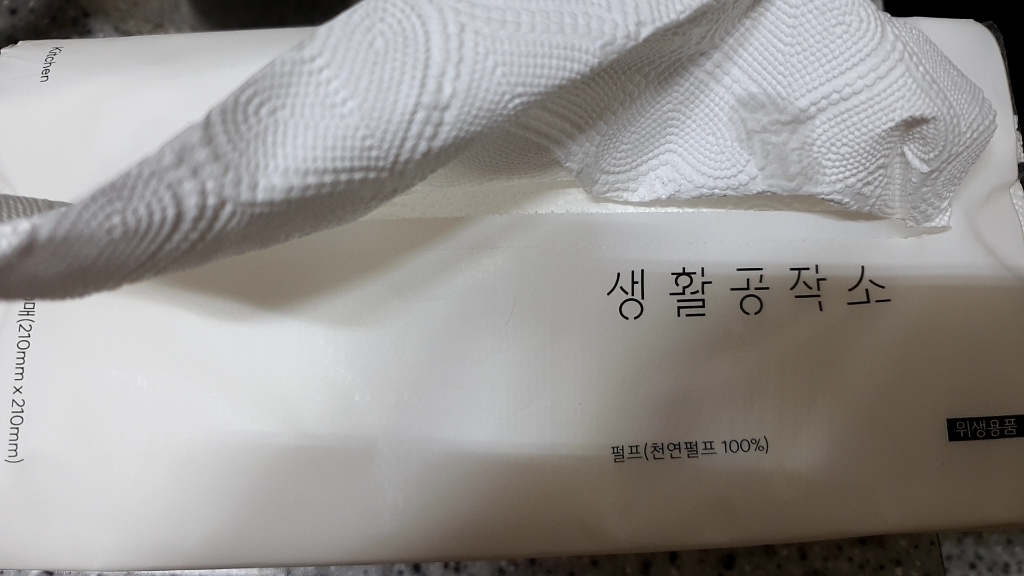 Kitchen
생활공작소
매(210mm x 210mm)
펄프(천연펄프 100%)
위생용품